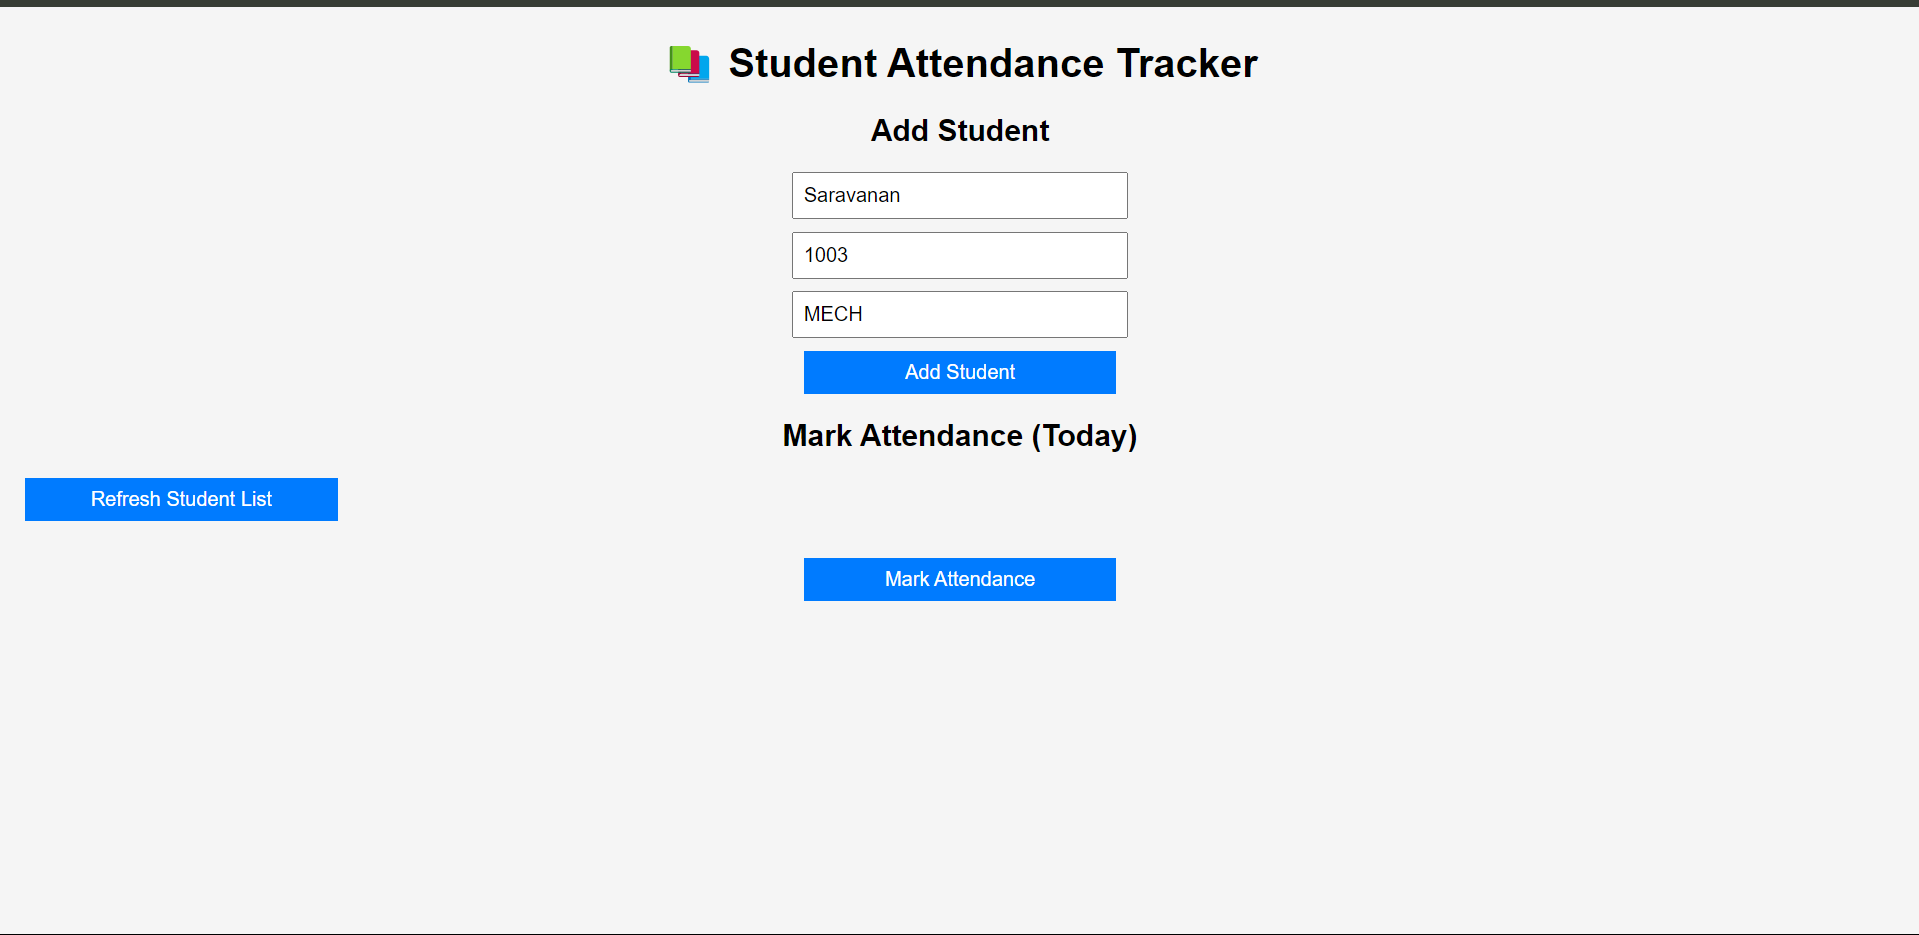 Student Attendance Tracker
Add Student
Saravanan
1003
MECH
Add Student
Mark Attendance (Today)
Refresh Student List
Mark Attendance